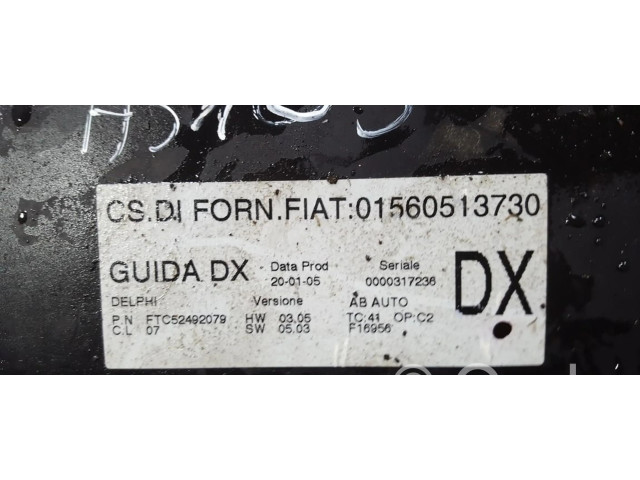 CS.DI FORN.FIAT:01560513730
GUIDA DX
Data Prod
20-01-05
Seriale
0000317236
DX
DELPHI
Versione
AB AUTO
P.N FTC52492079
HW 03.05
TC:41 OP:C2
C.L 07
SW 05.03
F16956